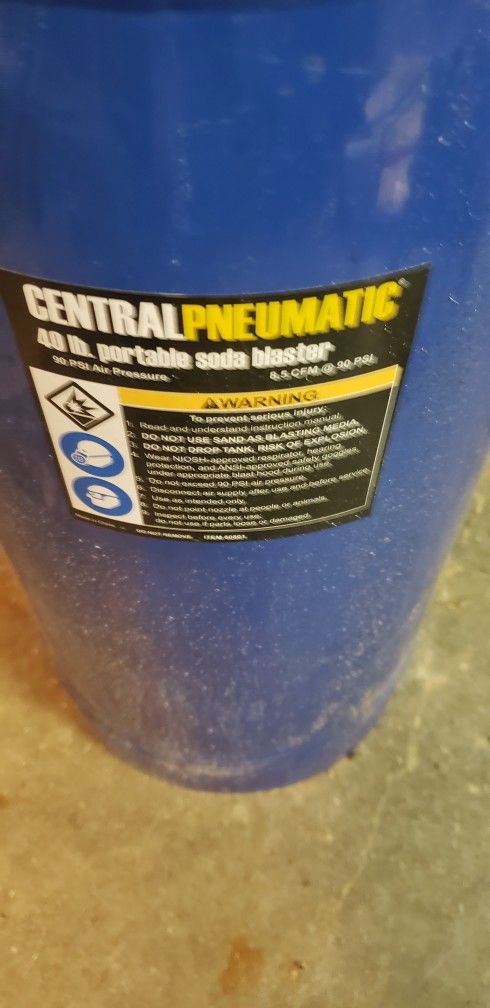 CENTRALPNEUMATIC
40 lb. portable soda blaster
90 PSI Air Pressure 8.5 CFM @ 90 PSI
WARNING
To prevent serious injury:
1. Read and understand instruction manual.
2. DO NOT USE SAND AS BLASTING MEDIA.
3. DO NOT DROP TANK, RISK OF EXPLOSION.
4. Wear NIOSH-approved respirator, hearing
protection, and ANSI-approved safety goggles
under appropriate blast hood during use.
5. Do not exceed 90 PSI air pressure.
6. Disconnect air supply after use and before service.
7. Use as intended only.
8. Do not point nozzle at people or animals.
9. Inspect before every use;
do not use if parts loose or damaged.
DO NOT REMOVE. ITEM